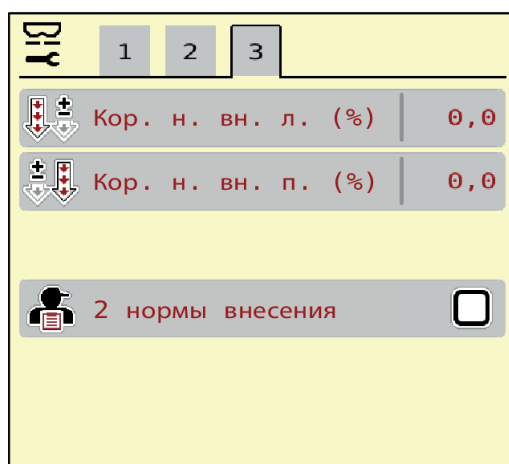 1 2 3
Кор. н. вн. л. (%) 0,0
Кор. н. вн. п. (%) 0,0
2 нормы внесения